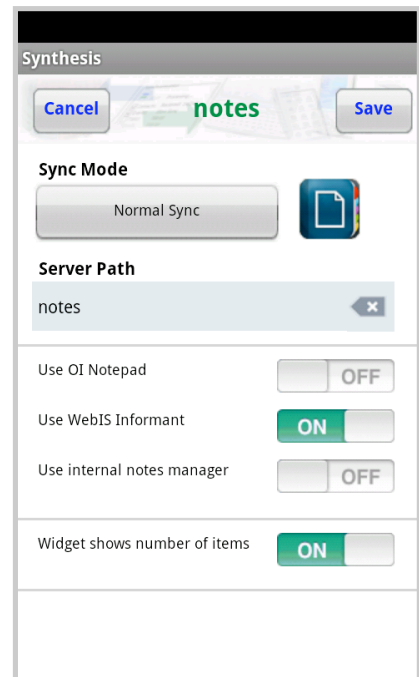 Synthesis
Cancel notes Save
Sync Mode
Normal Sync
Server Path
notes
Use OI Notepad OFF
Use WebIS Informant ON
Use internal notes manager OFF
Widget shows number of items ON